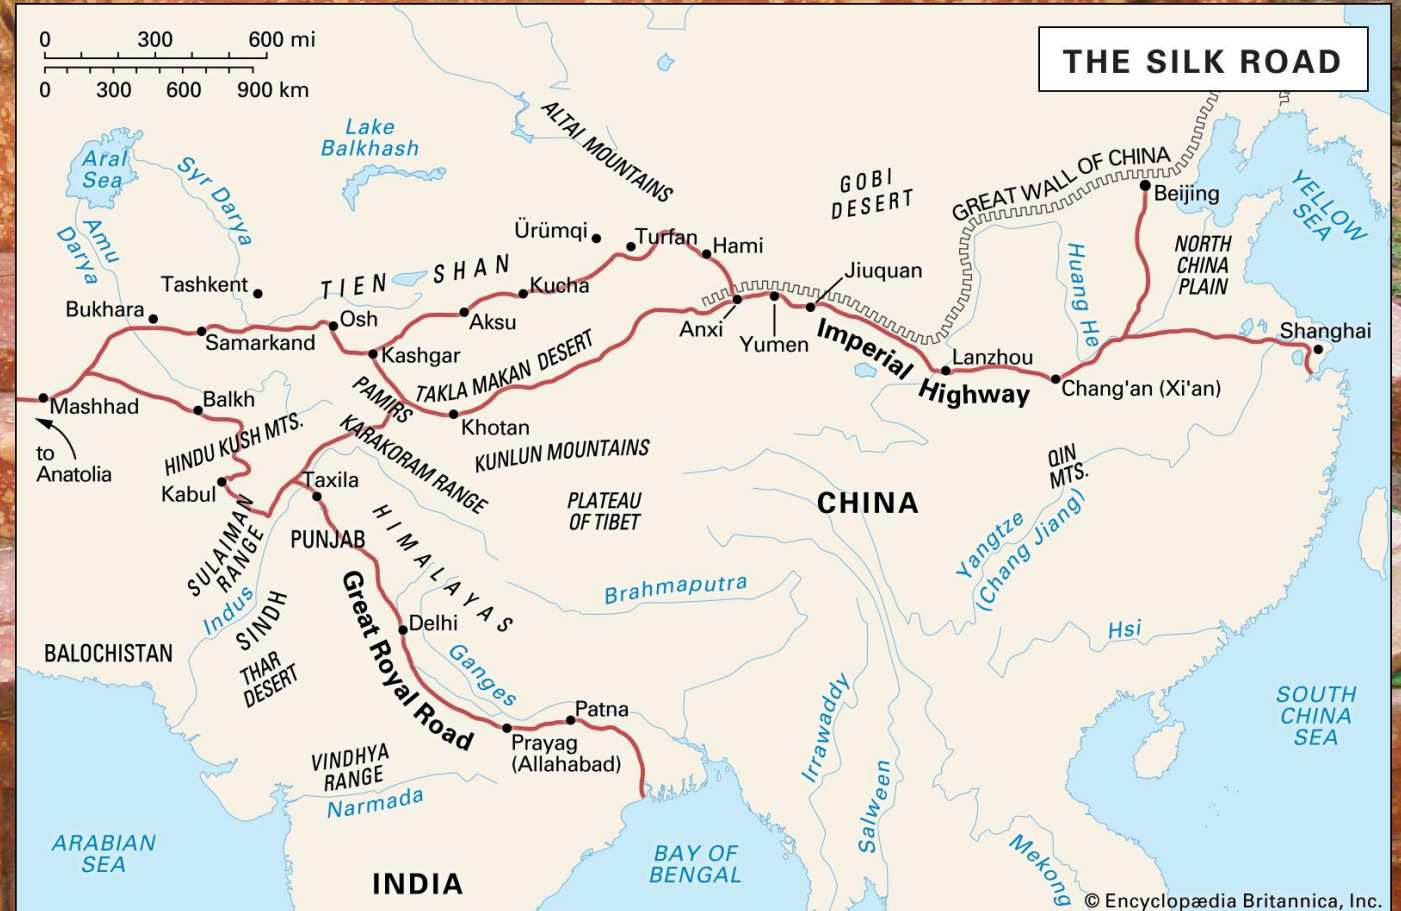 0 300 600 mi
0 300 600 900 km
THE SILK ROAD
Lake
Balkhash
Aral
Sea
Syr Darya
Amu
Darya
ALTAI MOUNTAINS
GOBI
DESERT
GREAT WALL OF CHINA
Beijing
YELLOW
SEA
NORTH
CHINA
PLAIN
Huang He
Ürümqi
Turfan
Hami
Jiuquan
TIEN SHAN
Tashkent
Bukhara
Samarkand
Osh
Kashgar
Aksu
Kucha
Anxi
Yumen
Imperial
Highway
Lanzhou
Chang'an (Xi'an)
Shanghai
TAKLA MAKAN DESERT
PAMIRS
Khotan
Mashhad
to
Anatolia
Balkh
HINDU KUSH MTS.
Kabul
KARAKORAM RANGE
KUNLUN MOUNTAINS
PLATEAU
OF TIBET
CHINA
QIN
MTS.
Yangtze
(Chang Jiang)
Taxila
PUNJAB
SULAIMAN
RANGE
Indus
SINDH
THAR
DESERT
BALOCHISTAN
HIMALAYAS
Great Royal Road
Delhi
Ganges
Brahmaputra
Hsi
Patna
Prayag
(Allahabad)
VINDHYA
RANGE
Narmada
Irrawaddy
Salween
Mekong
SOUTH
CHINA
SEA
ARABIAN
SEA
INDIA
BAY OF
BENGAL
© Encyclopædia Britannica, Inc.